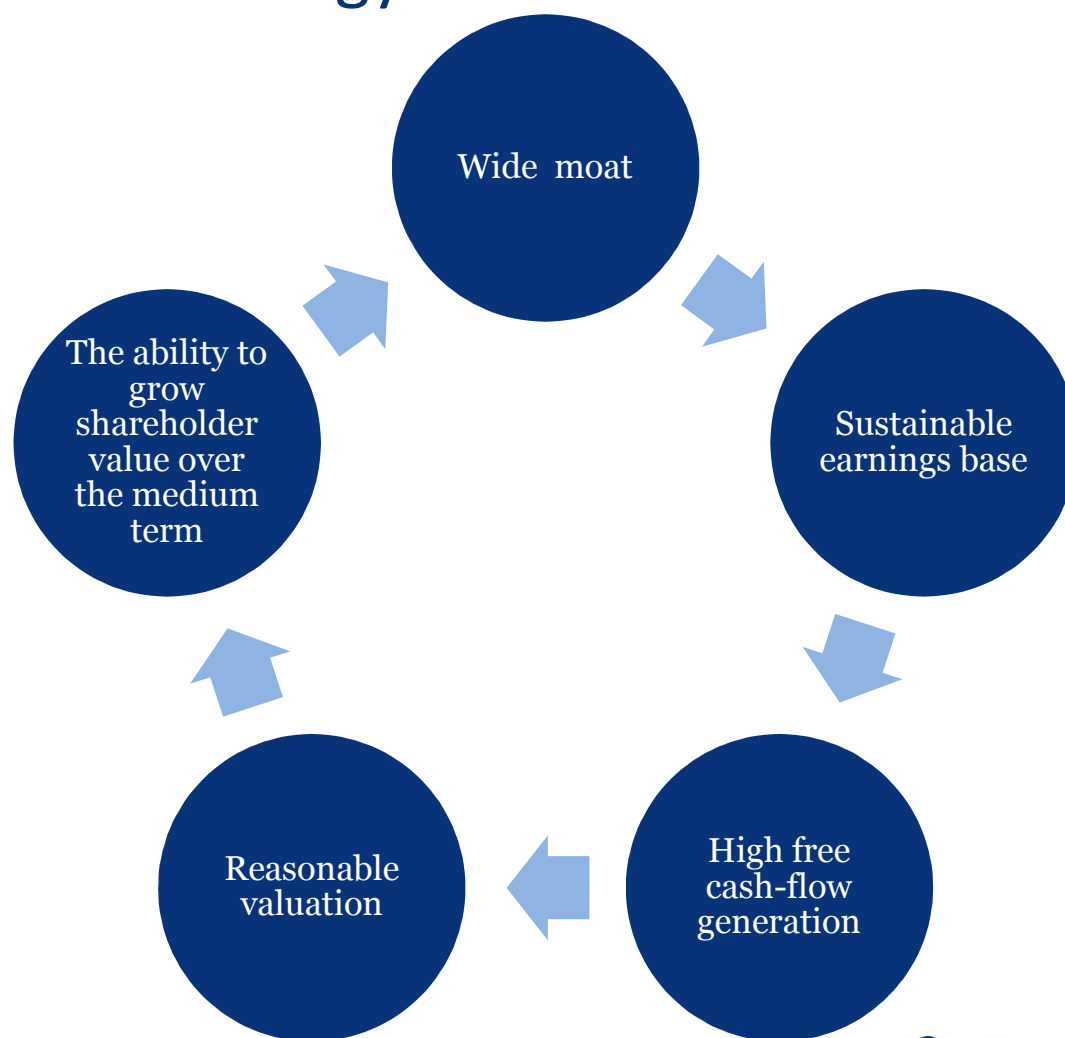 Wide  moat
Sustainable
earnings base
High free
cash-flow
generation
Reasonable
valuation
The ability to
grow
shareholder
value over
the medium
term